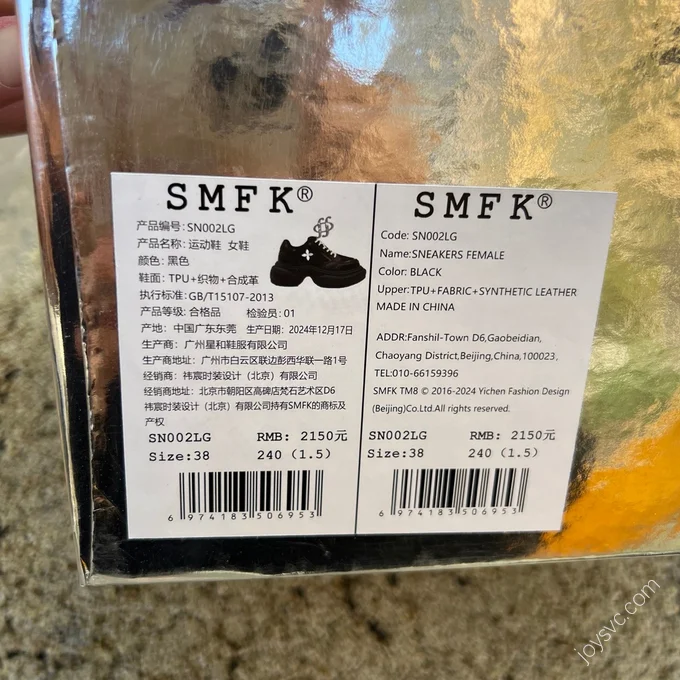 SMFK®
产品编号: SN002LG
产品名称: 运动鞋 女鞋
颜色: 黑色
鞋面: TPU+织物+合成革
执行标准: GB/T15107-2013
产品等级: 合格品 检验员: 01
产地: 中国广东东莞 生产日期: 2024年12月17日
生产商: 广州星和鞋服有限公司
生产商地址: 广州市白云区联边彭西华联一路1号
经销商: 祎宸时装设计（北京）有限公司
经销商地址: 北京市朝阳区高碑店梵石艺术区D6
祎宸时装设计（北京）有限公司持有SMFK的商标及
产权
SN002LG RMB: 2150元
Size:38 240 (1.5)
6 974183 506953
SMFK®
Code: SN002LG
Name:SNEAKERS FEMALE
Color: BLACK
Upper:TPU+FABRIC+SYNTHETIC LEATHER
MADE IN CHINA
ADDR:Fanshil-Town D6,Gaobeidian,
Chaoyang District,Beijing,China,100023,
TEL:010-66159396
SMFK TM8 © 2016-2024 Yichen Fashion Design
(Beijing)Co.Ltd.All rights reserved.
SN002LG RMB: 2150元
Size:38 240 (1.5)
6 974183 506953
joysvc.com